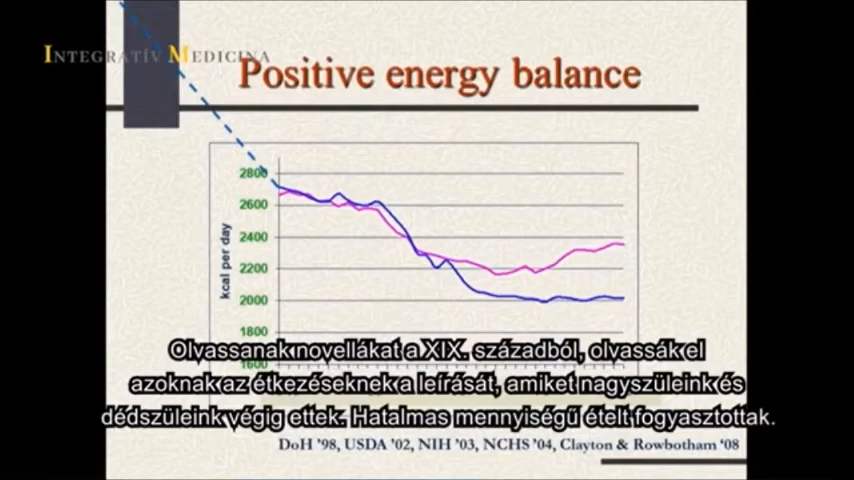 INTEGRATÍV MEDICINA
Positive energy balance
2800
2600
2400
2200
2000
1800
1600
kcal per day
Olvassanak novellákat a XIX. századból, olvassák el
azoknak az étkezéseknek a leírását, amiket nagyszüleink és
dédszüleink végig ettek. Hatalmas mennyiségű ételt fogyasztottak.
DoH '98, USDA '02, NIH '03, NCHS '04, Clayton & Rowbotham '08